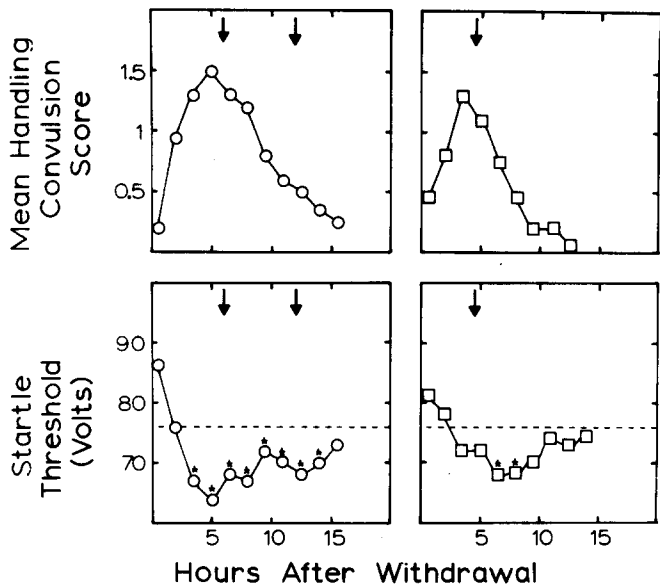 Mean Handling
Convulsion
Score
1.5
1
0.5
Startle
Threshold
(Volts)
90
80
70
* * * * * * * *
* *
5 10 15
5 10 15
Hours After Withdrawal